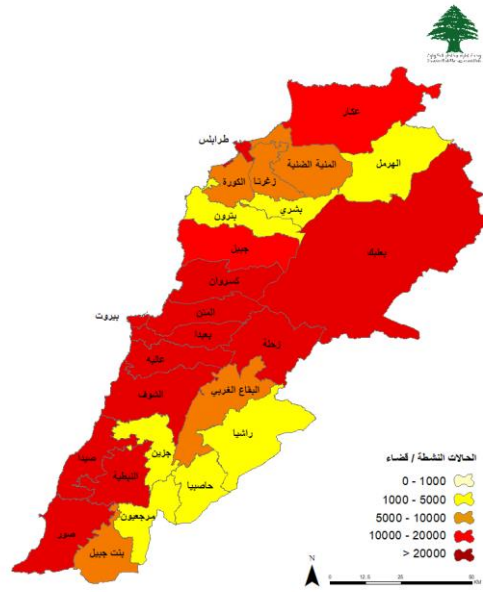 عكار
طرابلس
الهرمل
المنية الضنية
زغرتا
الكورة
بشري
بترون
بعلبك
جبيل
كسروان
المتن
بيروت
بعبدا
زحلة
عاليه
الشوف
البقاع الغربي
راشيا
جزين
صيدا
النبطية
حاصبيا
مرجعيون
صور
بنت جبيل
الحالات النشطة / قضاء
0 - 1000
1000 - 5000
5000 - 10000
10000 - 20000
> 20000
N
0 12.5 25 50
KM